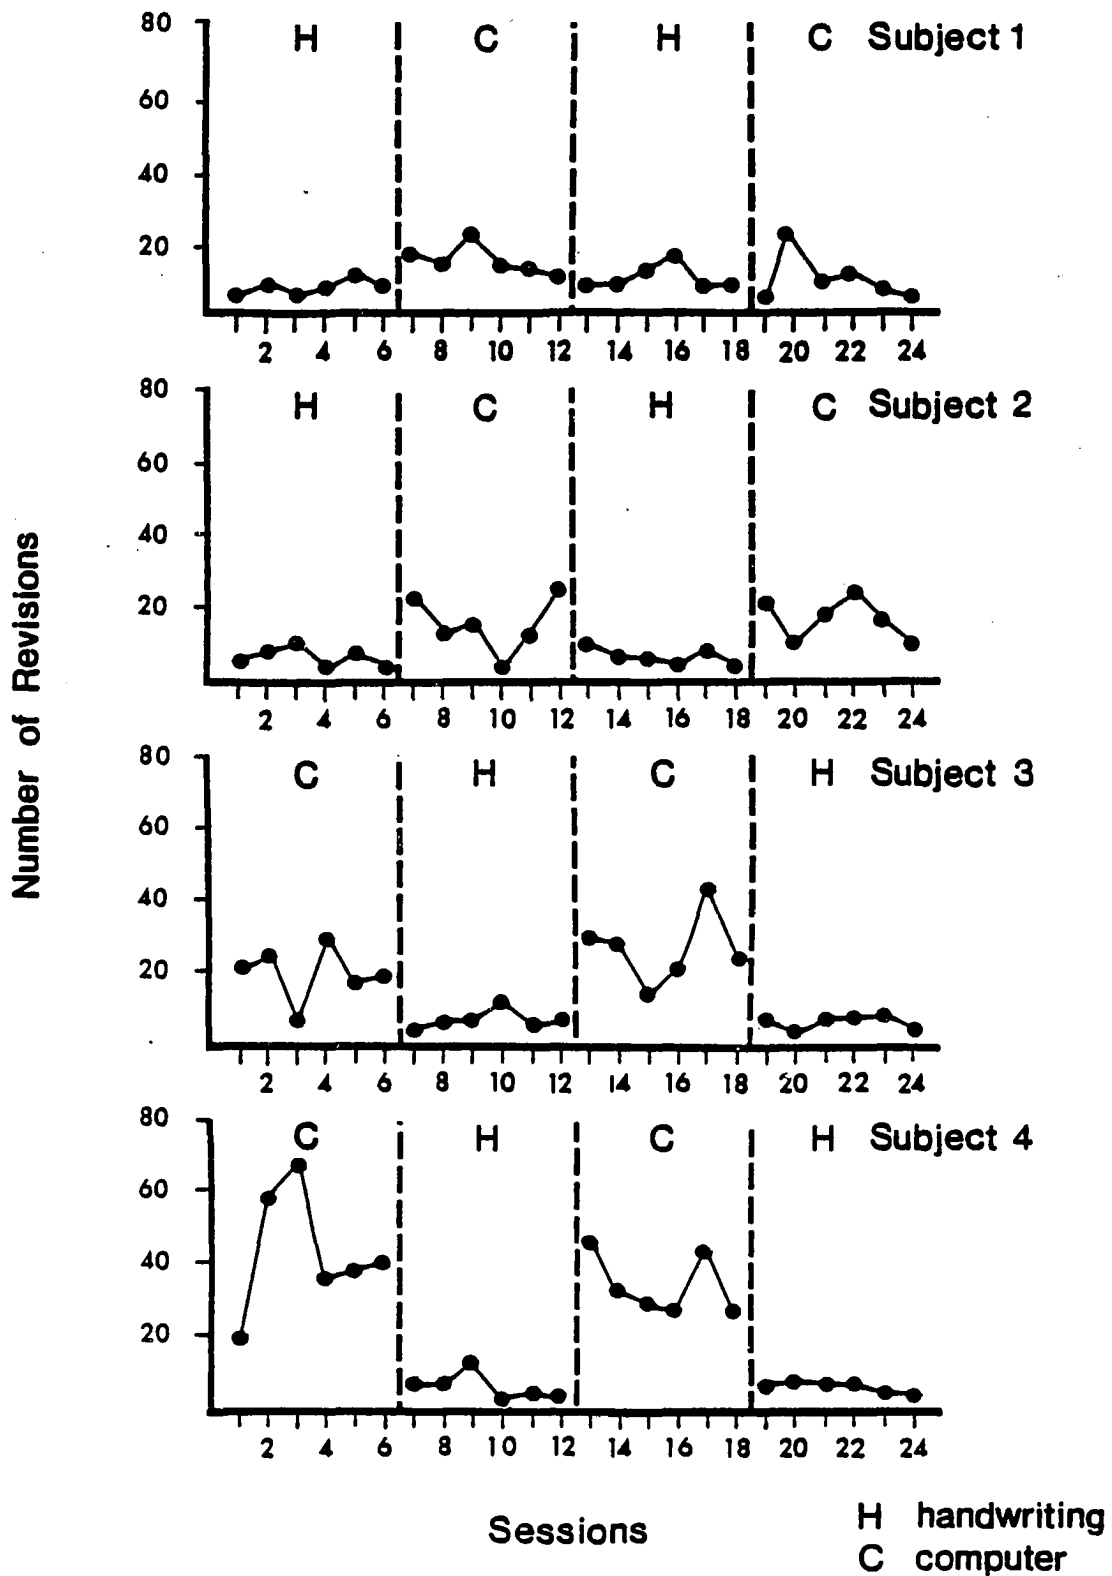 Number of Revisions
80 H C H C Subject 1
60
40
20
2 4 6 8 10 12 14 16 18 20 22 24
80 H C H C Subject 2
60
40
20
2 4 6 8 10 12 14 16 18 20 22 24
80 C H C H Subject 3
60
40
20
2 4 6 8 10 12 14 16 18 20 22 24
80 C H C H Subject 4
60
40
20
2 4 6 8 10 12 14 16 18 20 22 24
Sessions
H handwriting
C computer